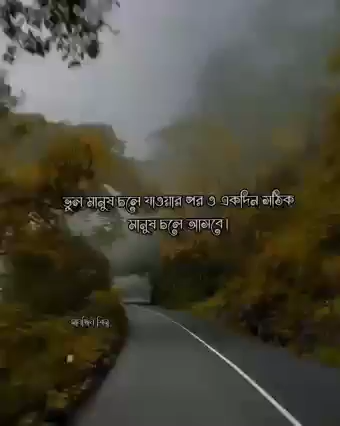 ভুল মানুষ চলে যাওয়ার পর ও একদিন সঠিক
মানুষ চলে আসবে।